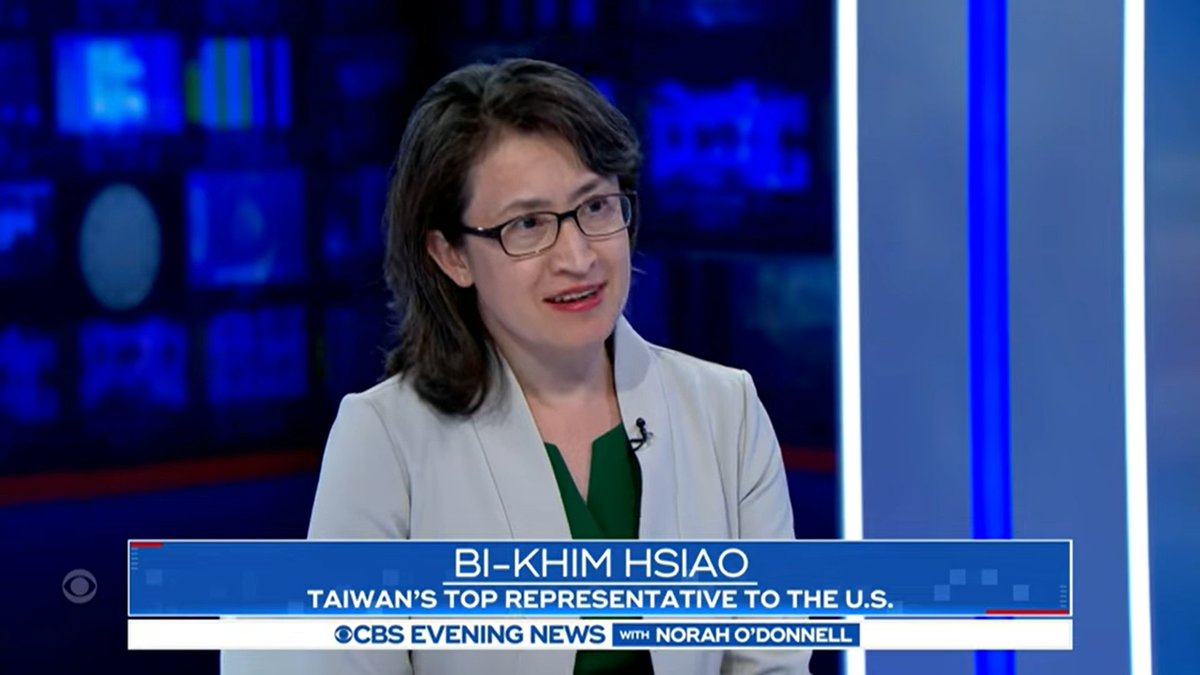 BI-KHIM HSIAO
TAIWAN'S TOP REPRESENTATIVE TO THE U.S.
CBS EVENING NEWS WITH NORAH O'DONNELL